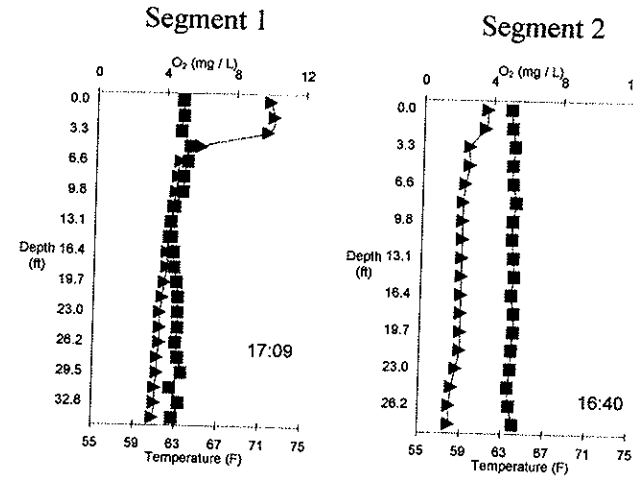 Segment 1
O₂ (mg / L)
0 4 8 12
0.0
3.3
6.6
9.8
13.1
Depth 16.4
(ft)
19.7
23.0
26.2
29.5
32.8
17:09
55 59 63 67 71 75
Temperature (F)
Segment 2
O₂ (mg / L)
0 4 8 1
0.0
3.3
6.6
9.8
Depth 13.1
(ft)
16.4
19.7
23.0
26.2
16:40
55 59 63 67 71 75
Temperature (F)